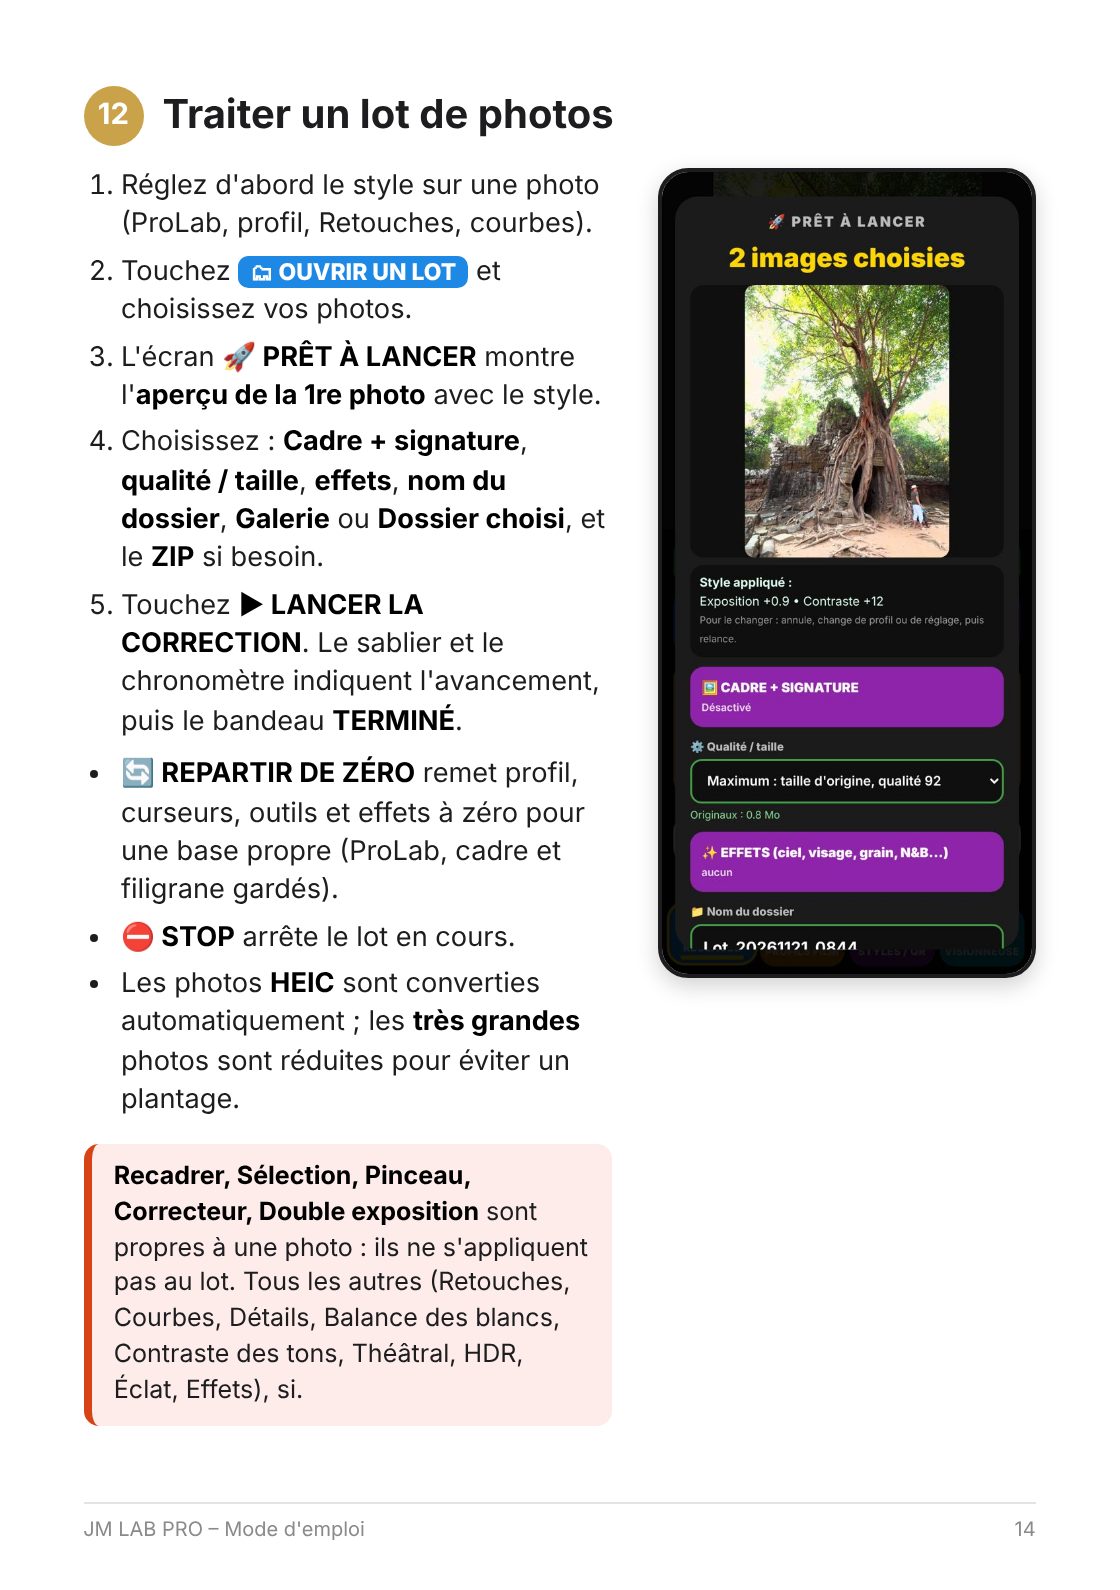 12 Traiter un lot de photos
1. Réglez d'abord le style sur une photo
(ProLab, profil, Retouches, courbes).
2. Touchez 🗂 OUVRIR UN LOT et
choisissez vos photos.
3. L'écran 🚀 PRÊT À LANCER montre
l'aperçu de la 1re photo avec le style.
4. Choisissez : Cadre + signature,
qualité / taille, effets, nom du
dossier, Galerie ou Dossier choisi, et
le ZIP si besoin.
5. Touchez ▶ LANCER LA
CORRECTION. Le sablier et le
chronomètre indiquent l'avancement,
puis le bandeau TERMINÉ.
• 🔄 REPARTIR DE ZÉRO remet profil,
curseurs, outils et effets à zéro pour
une base propre (ProLab, cadre et
filigrane gardés).
• ⛔ STOP arrête le lot en cours.
• Les photos HEIC sont converties
automatiquement ; les très grandes
photos sont réduites pour éviter un
plantage.
Recadrer, Sélection, Pinceau,
Correcteur, Double exposition sont
propres à une photo : ils ne s'appliquent
pas au lot. Tous les autres (Retouches,
Courbes, Détails, Balance des blancs,
Contraste des tons, Théâtral, HDR,
Éclat, Effets), si.
🚀 PRÊT À LANCER
2 images choisies
Style appliqué :
Exposition +0.9 • Contraste +12
Pour le changer : annule, change de profil ou de réglage, puis
relance.
🖼 CADRE + SIGNATURE
Désactivé
⚙ Qualité / taille
Maximum : taille d'origine, qualité 92
Originaux : 0.8 Mo
✨ EFFETS (ciel, visage, grain, N&B...)
aucun
📁 Nom du dossier
Lot_20261121_0844
JM LAB PRO – Mode d'emploi
14